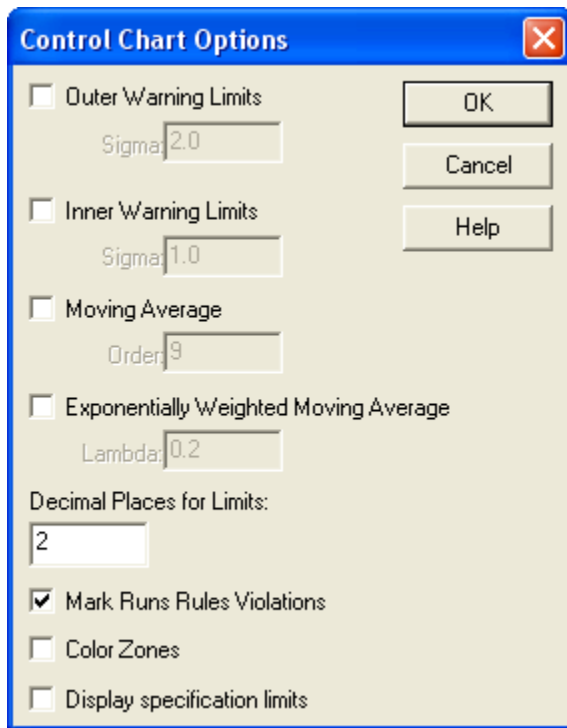 Control Chart Options
Outer Warning Limits
OK
Sigma: 2.0
Cancel
Inner Warning Limits
Help
Sigma: 1.0
Moving Average
Order: 9
Exponentially Weighted Moving Average
Lambda: 0.2
Decimal Places for Limits:
2
Mark Runs Rules Violations
Color Zones
Display specification limits